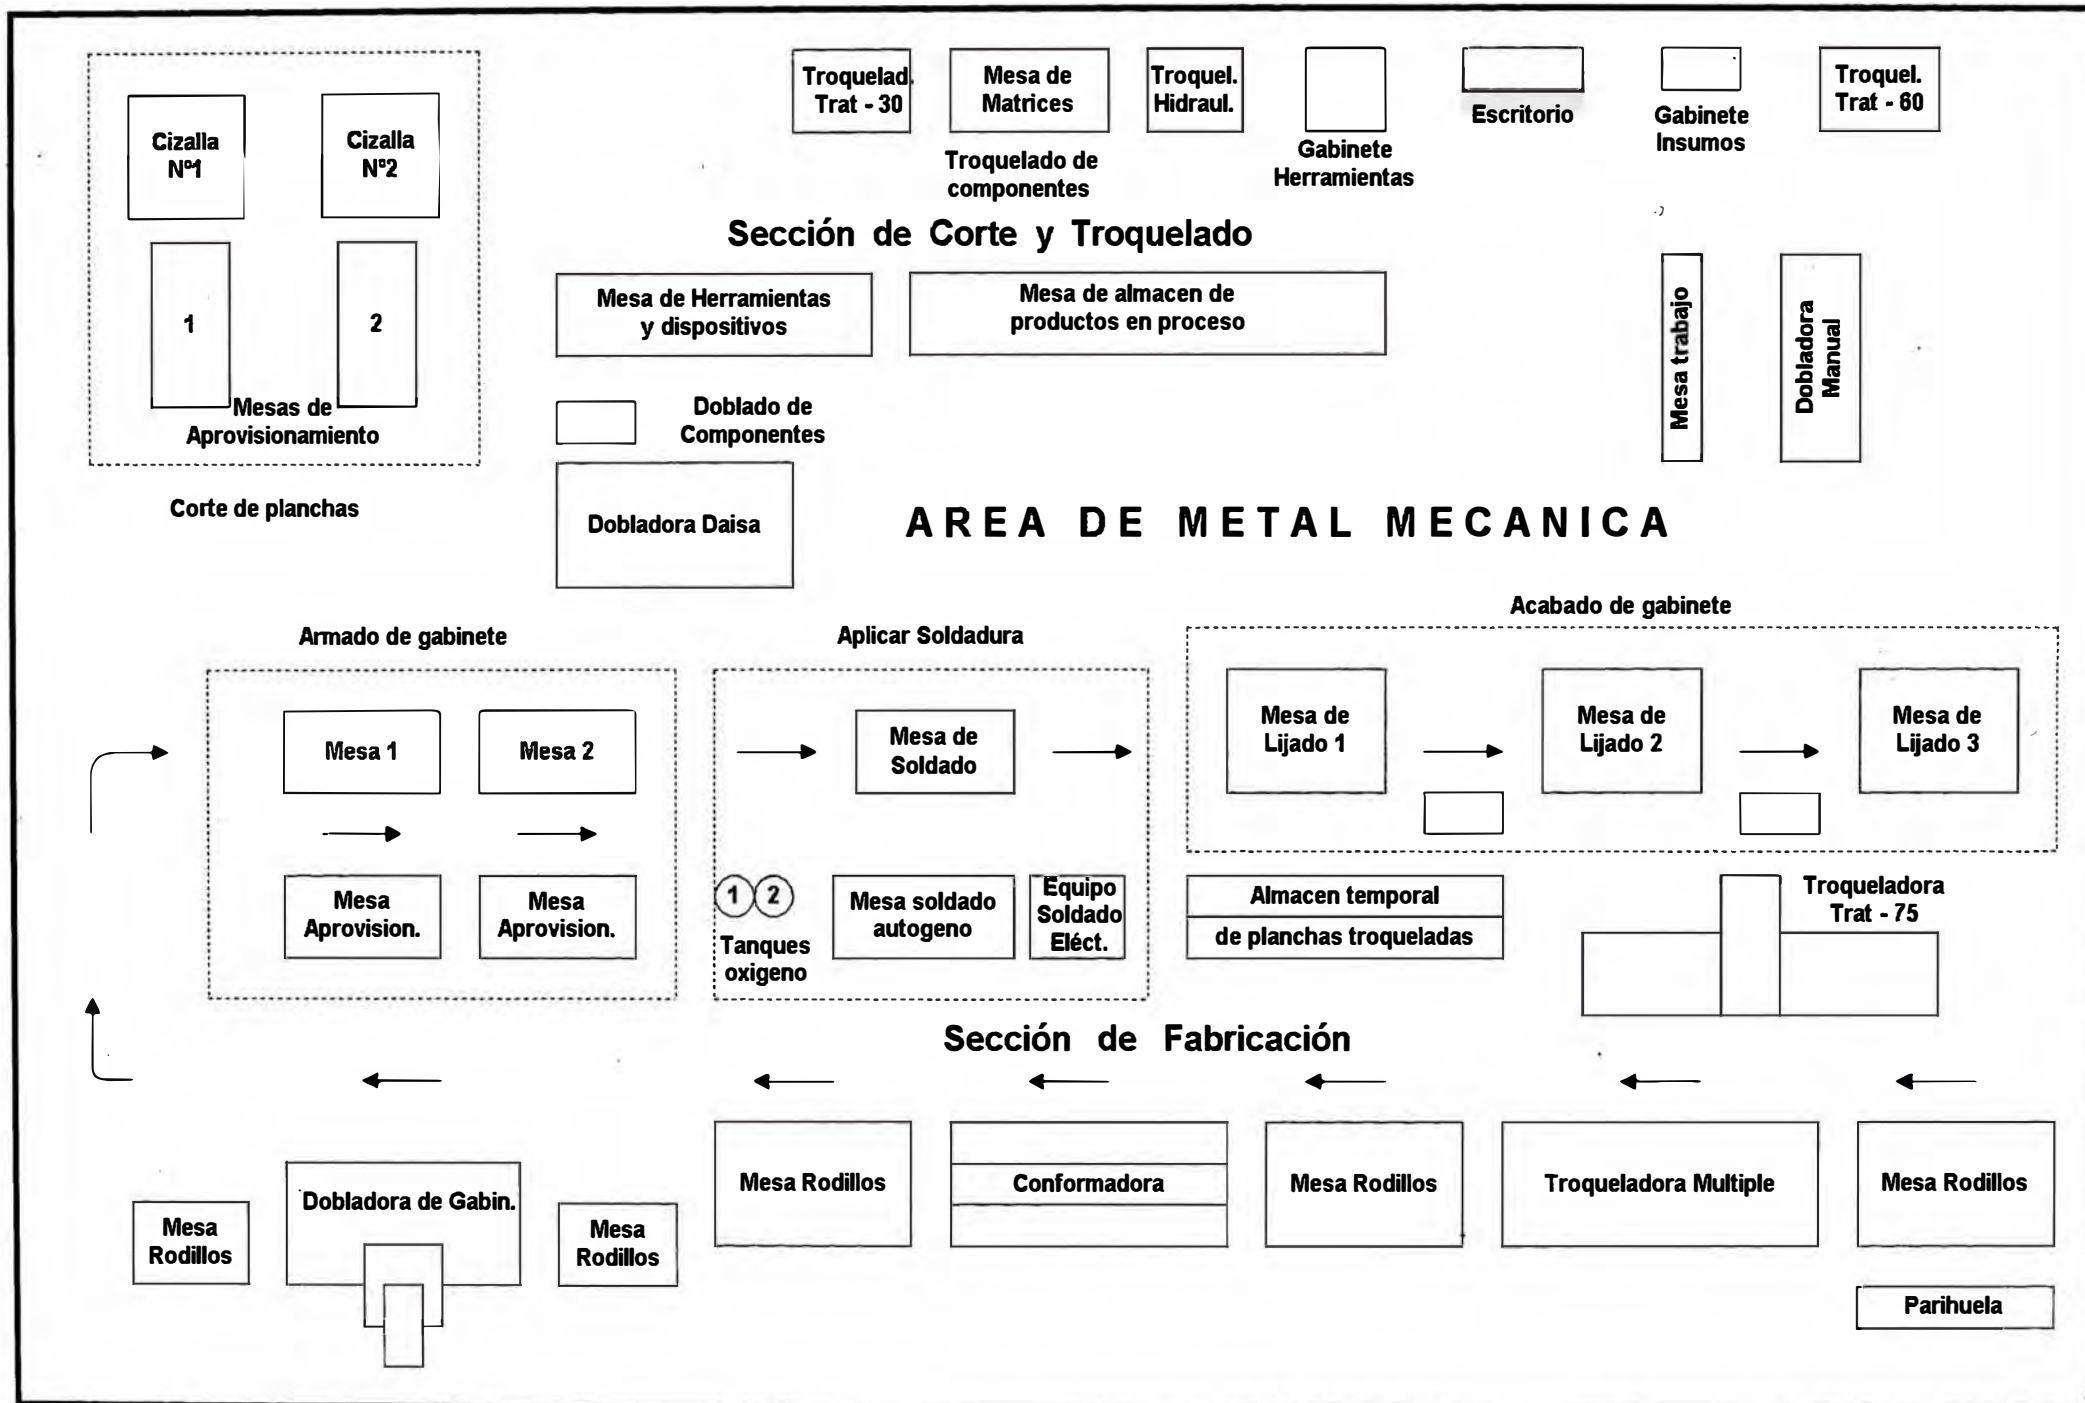 Troquelad.
Trat - 30
Mesa de
Matrices
Troquel.
Hidraul.
Troquel.
Trat - 60
Escritorio
Gabinete
Insumos
Gabinete
Herramientas
Cizalla
Nº1
Cizalla
Nº2
Troquelado de
componentes
Sección de Corte y Troquelado
1
2
Mesa de Herramientas
y dispositivos
Mesa de almacen de
productos en proceso
Mesa trabajo
Dobladora
Manual
Mesas de
Aprovisionamiento
Doblado de
Componentes
Corte de planchas
Dobladora Daisa
AREA DE METAL MECANICA
Armado de gabinete
Aplicar Soldadura
Acabado de gabinete
Mesa 1
Mesa 2
Mesa de
Soldado
Mesa de
Lijado 1
Mesa de
Lijado 2
Mesa de
Lijado 3
Mesa
Aprovision.
Mesa
Aprovision.
1
2
Tanques
oxigeno
Mesa soldado
autogeno
Equipo
Soldado
Eléct.
Almacen temporal
de planchas troqueladas
Troqueladora
Trat - 75
Sección de Fabricación
Mesa
Rodillos
Dobladora de Gabin.
Mesa
Rodillos
Mesa Rodillos
Conformadora
Mesa Rodillos
Troqueladora Multiple
Mesa Rodillos
Parihuela